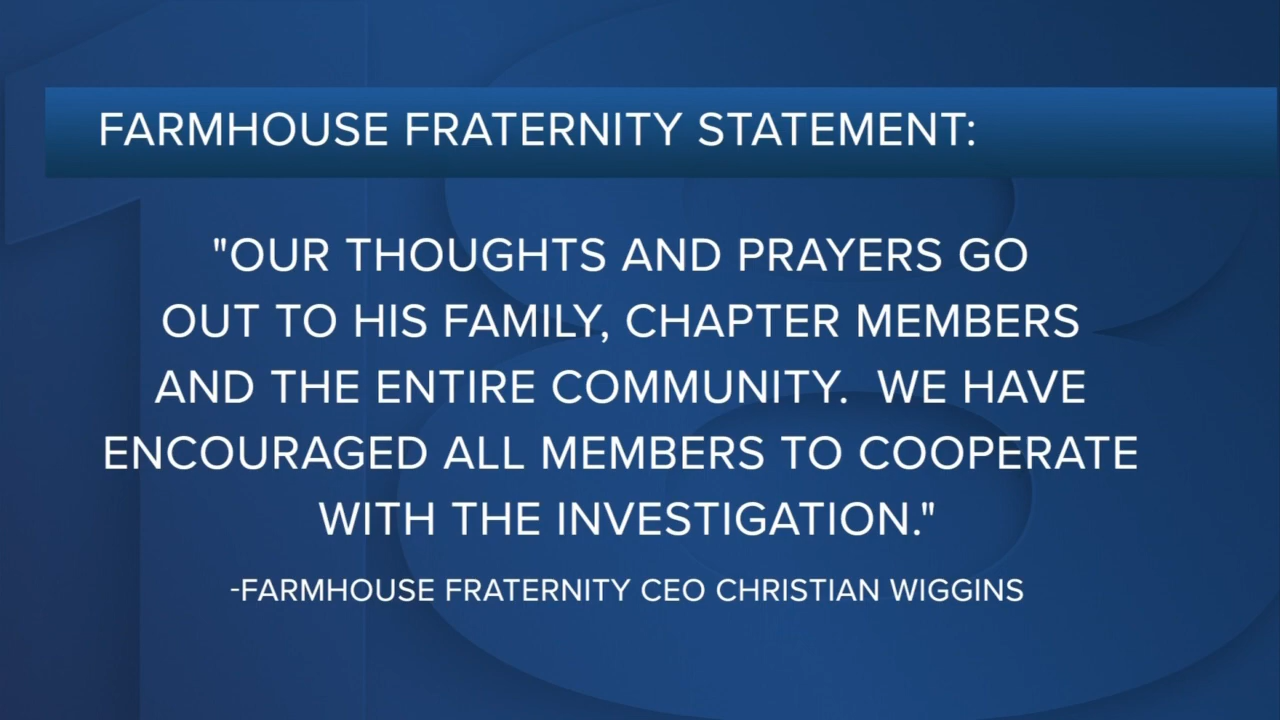 FARMHOUSE FRATERNITY STATEMENT:
"OUR THOUGHTS AND PRAYERS GO
OUT TO HIS FAMILY, CHAPTER MEMBERS
AND THE ENTIRE COMMUNITY.  WE HAVE
ENCOURAGED ALL MEMBERS TO COOPERATE
WITH THE INVESTIGATION."
-FARMHOUSE FRATERNITY CEO CHRISTIAN WIGGINS